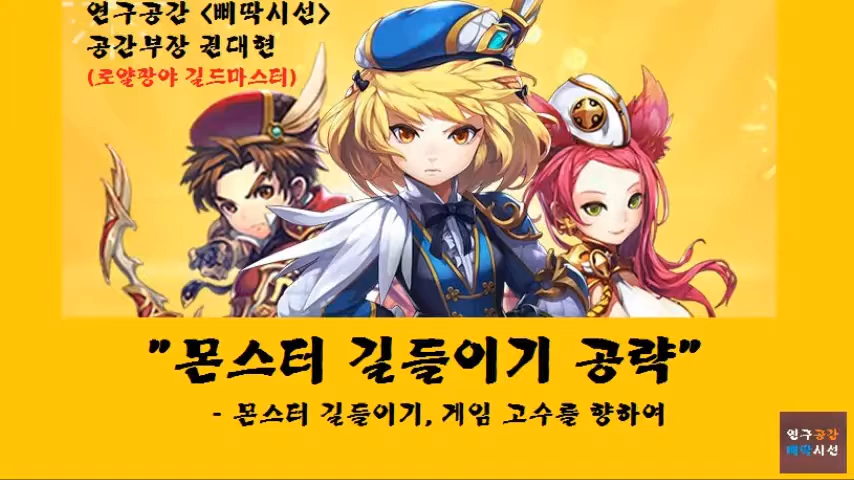 연구공간 <삐딱시선>
공간부장 권대현
(로얄광야 길드마스터)
"몬스터 길들이기 공략"
- 몬스터 길들이기, 게임 고수를 향하여
연구공간
삐딱시선